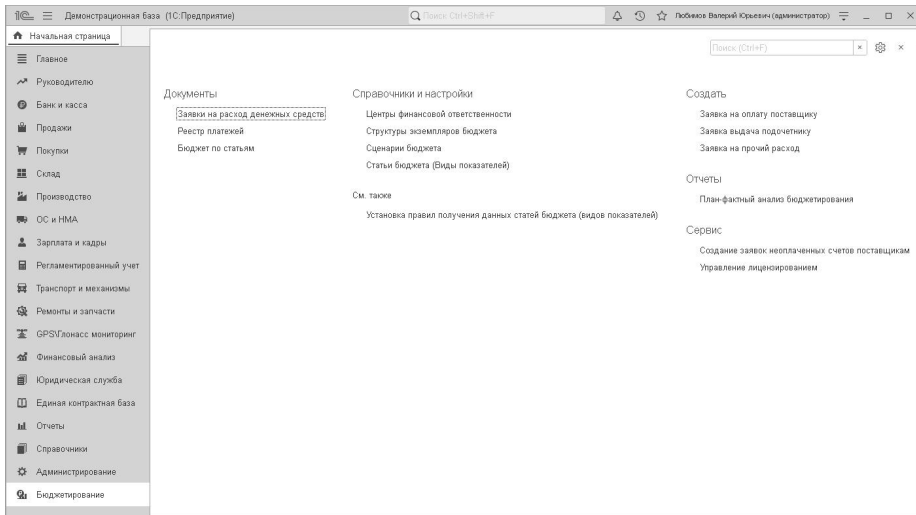 1С Демонстрационная база (1С:Предприятие)
Поиск Ctrl+Shift+F
Любимов Валерий Юрьевич (администратор)
Начальная страница
Поиск (Ctrl+F)
Главное
Руководителю
Банк и касса
Продажи
Покупки
Склад
Производство
ОС и НМА
Зарплата и кадры
Регламентированный учет
Транспорт и механизмы
Ремонты и запчасти
GPS\Глонасс мониторинг
Финансовый анализ
Юридическая служба
Единая контрактная база
Отчеты
Справочники
Администрирование
Бюджетирование
Документы
Заявки на расход денежных средств
Реестр платежей
Бюджет по статьям
Справочники и настройки
Центры финансовой ответственности
Структуры экземпляров бюджета
Сценарии бюджета
Статьи бюджета (Виды показателей)
См. также
Установка правил получения данных статей бюджета (видов показателей)
Создать
Заявка на оплату поставщику
Заявка выдача подочетнику
Заявка на прочий расход
Отчеты
План-фактный анализ бюджетирования
Сервис
Создание заявок неоплаченных счетов поставщикам
Управление лицензированием